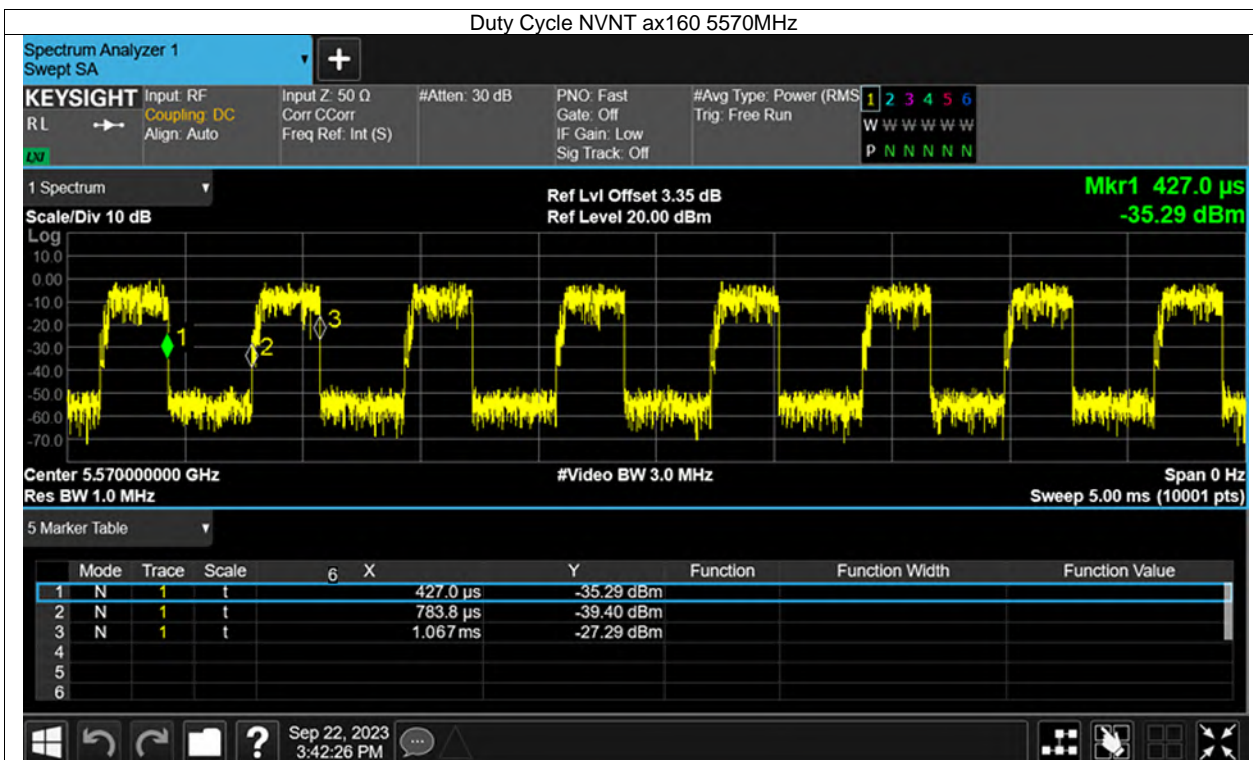 Duty Cycle NVNT ax160 5570MHz
Spectrum Analyzer 1
Swept SA
+
KEYSIGHT
RL
LXI
Input: RF
Coupling: DC
Align: Auto
Input Z: 50 Ω
Corr CCorr
Freq Ref: Int (S)
#Atten: 30 dB
PNO: Fast
Gate: Off
IF Gain: Low
Sig Track: Off
#Avg Type: Power (RMS
Trig: Free Run
1 2 3 4 5 6
W W W W W W
P N N N N N
1 Spectrum
Scale/Div 10 dB
Ref Lvl Offset 3.35 dB
Ref Level 20.00 dBm
Mkr1 427.0 µs
-35.29 dBm
Log
10.0
0.00
-10.0
-20.0
-30.0
-40.0
-50.0
-60.0
-70.0
1
2
3
Center 5.570000000 GHz
Res BW 1.0 MHz
#Video BW 3.0 MHz
Span 0 Hz
Sweep 5.00 ms (10001 pts)
5 Marker Table
Mode Trace Scale 6 X Y Function Function Width Function Value
1 N 1 t 427.0 µs -35.29 dBm
2 N 1 t 783.8 µs -39.40 dBm
3 N 1 t 1.067 ms -27.29 dBm
4
5
6
?
Sep 22, 2023
3:42:26 PM